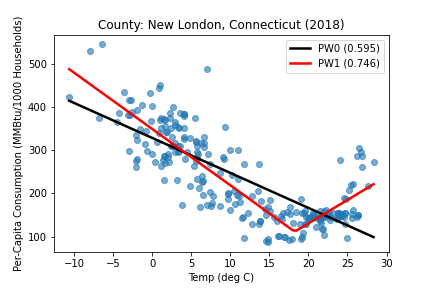 County: New London, Connecticut (2018)
PW0 (0.595)
PW1 (0.746)
Per-Capita Consumption (MMBtu/1000 Households)
500
400
300
200
100
−10 −5 0 5 10 15 20 25 30
Temp (deg C)